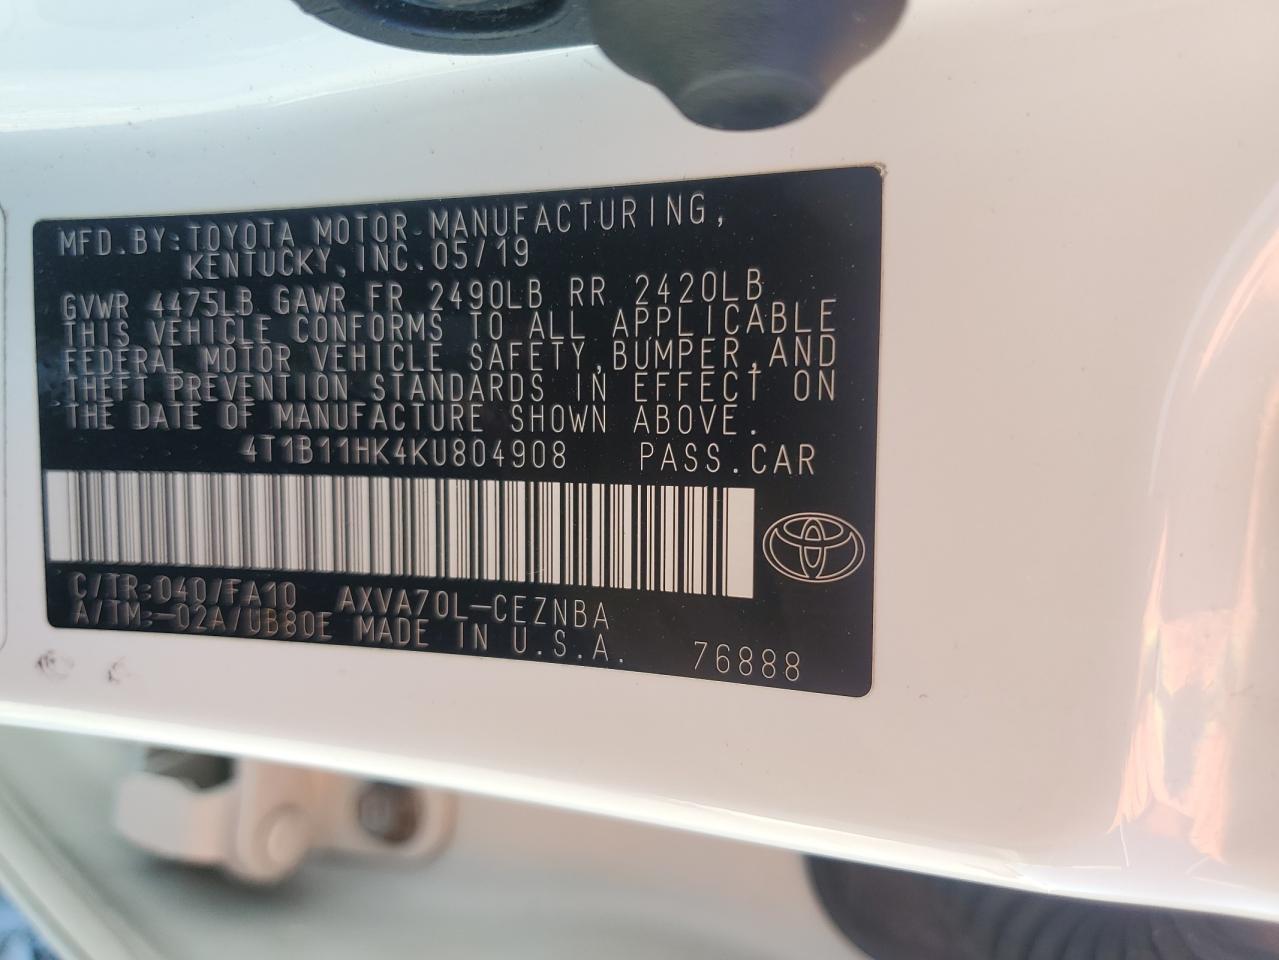 MFD.BY:TOYOTA MOTOR MANUFACTURING,
KENTUCKY,INC.05/19
GVWR 4475LB GAWR FR 2490LB RR 2420LB
THIS VEHICLE CONFORMS TO ALL APPLICABLE
FEDERAL MOTOR VEHICLE SAFETY,BUMPER,AND
THEFT PREVENTION STANDARDS IN EFFECT ON
THE DATE OF MANUFACTURE SHOWN ABOVE.
4T1B11HK4KU804908 PASS.CAR
C/TR:040/FA10 AXVA70L-CEZNBA
A/TM:-02A/UB80E MADE IN U.S.A. 76888